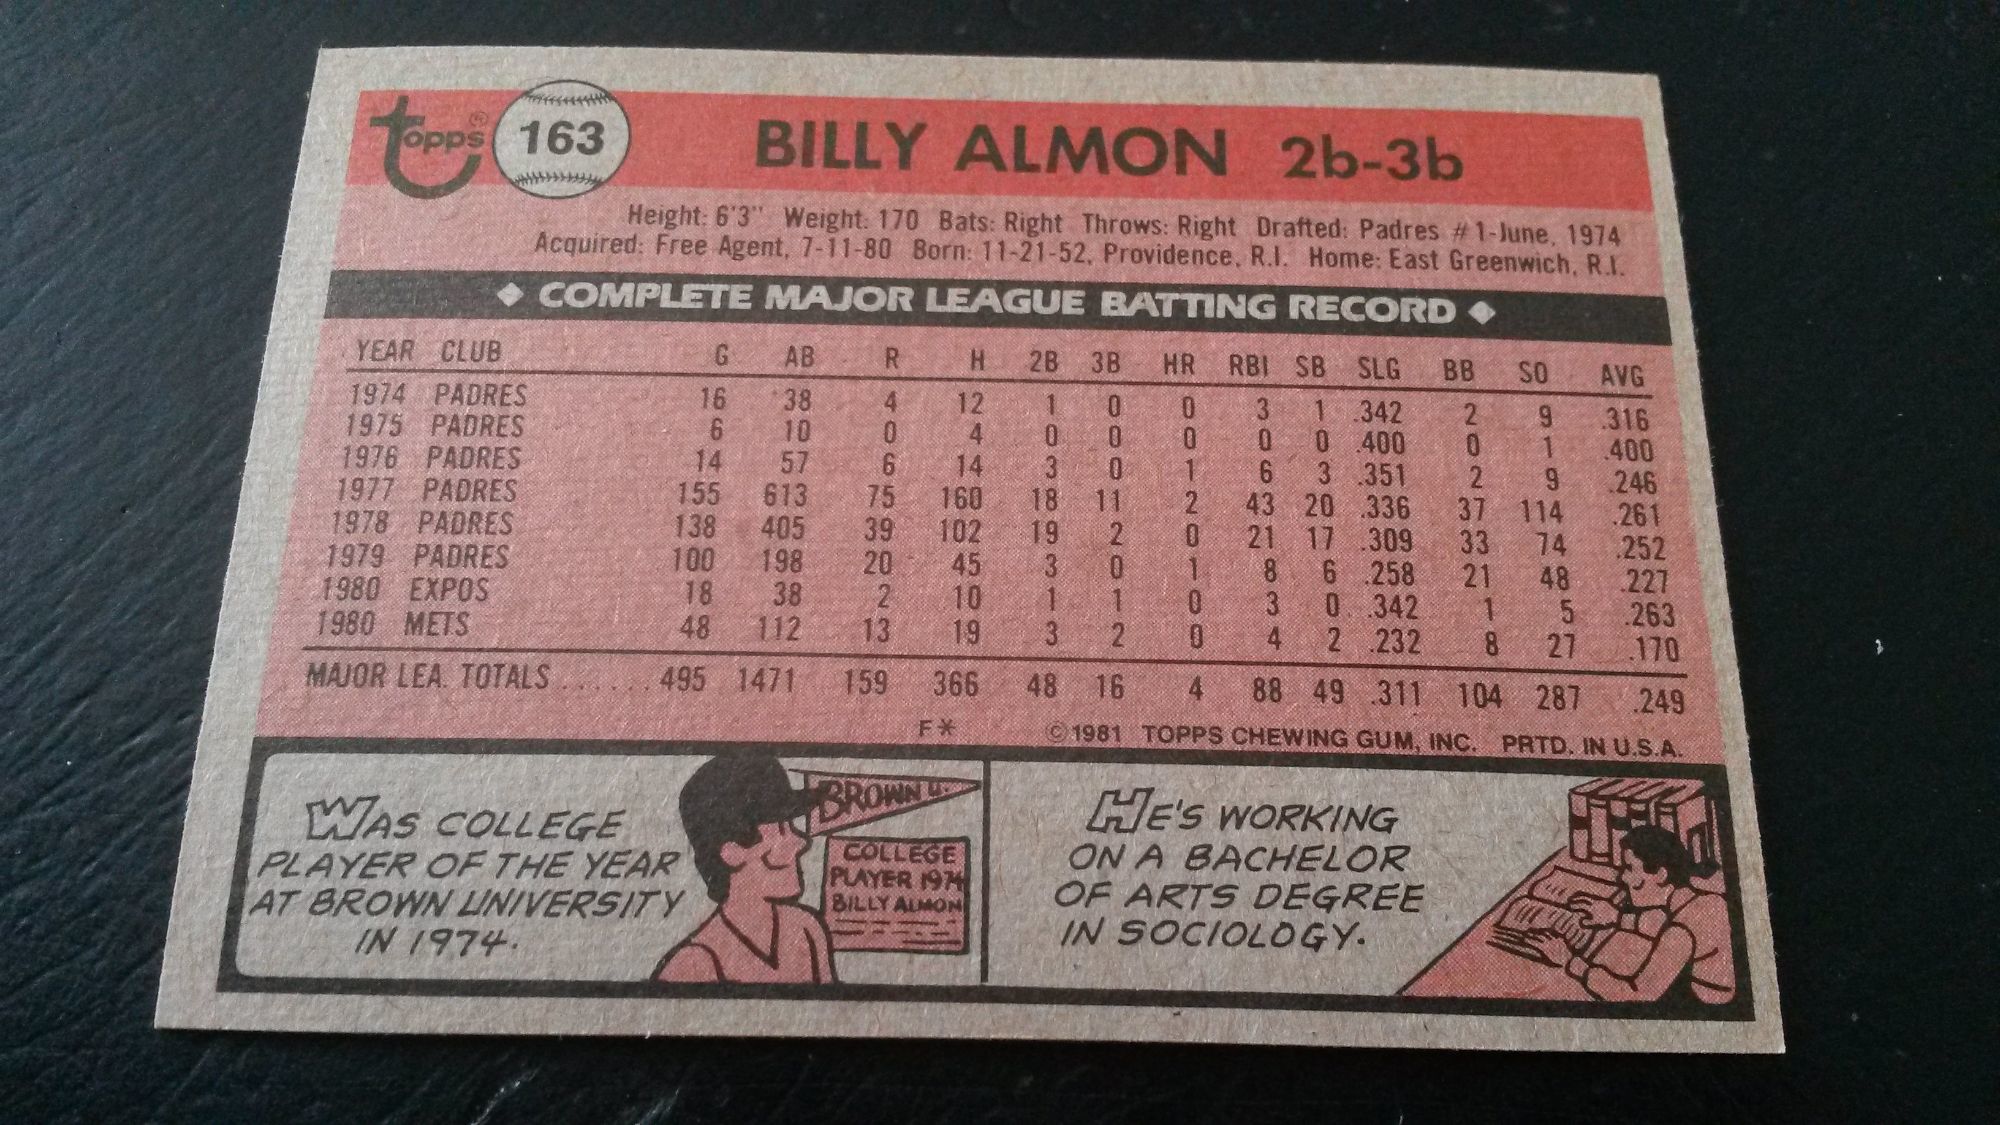 topps® 163 BILLY ALMON 2b-3b
Height: 6'3" Weight: 170 Bats: Right Throws: Right Drafted: Padres #1-June, 1974
Acquired: Free Agent, 7-11-80 Born: 11-21-52, Providence, R.I. Home: East Greenwich, R.I.
COMPLETE MAJOR LEAGUE BATTING RECORD
YEAR CLUB G AB R H 2B 3B HR RBI SB SLG BB SO AVG
1974 PADRES 16 38 4 12 1 0 0 3 1 .342 2 9 .316
1975 PADRES 6 10 0 4 0 0 0 0 0 .400 0 1 .400
1976 PADRES 14 57 6 14 3 0 1 6 3 .351 2 9 .246
1977 PADRES 155 613 75 160 18 11 2 43 20 .336 37 114 .261
1978 PADRES 138 405 39 102 19 2 0 21 17 .309 33 74 .252
1979 PADRES 100 198 20 45 3 0 1 8 6 .258 21 48 .227
1980 EXPOS 18 38 2 10 1 1 0 3 0 .342 1 5 .263
1980 METS 48 112 13 19 3 2 0 4 2 .232 8 27 .170
MAJOR LEA. TOTALS ...... 495 1471 159 366 48 16 4 88 49 .311 104 287 .249
F* ©1981 TOPPS CHEWING GUM, INC. PRTD. IN U.S.A.
WAS COLLEGE
PLAYER OF THE YEAR
AT BROWN UNIVERSITY
IN 1974.
BROWN U.
COLLEGE
PLAYER 1974
BILLY ALMON
HE'S WORKING
ON A BACHELOR
OF ARTS DEGREE
IN SOCIOLOGY.